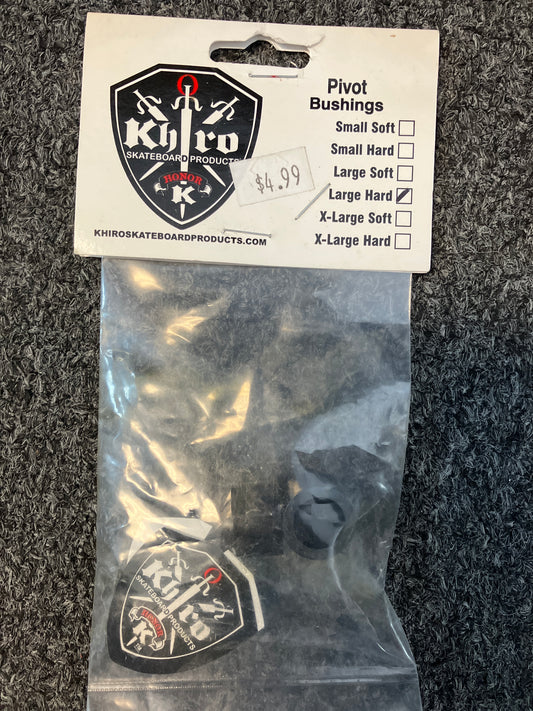 Khiro
SKATEBOARD PRODUCTS
HONOR
K
KHIROSKATEBOARDPRODUCTS.COM
$4.99
Pivot
Bushings
Small Soft
Small Hard
Large Soft
Large Hard
X-Large Soft
X-Large Hard
Khiro
SKATEBOARD PRODUCTS
HONOR
K